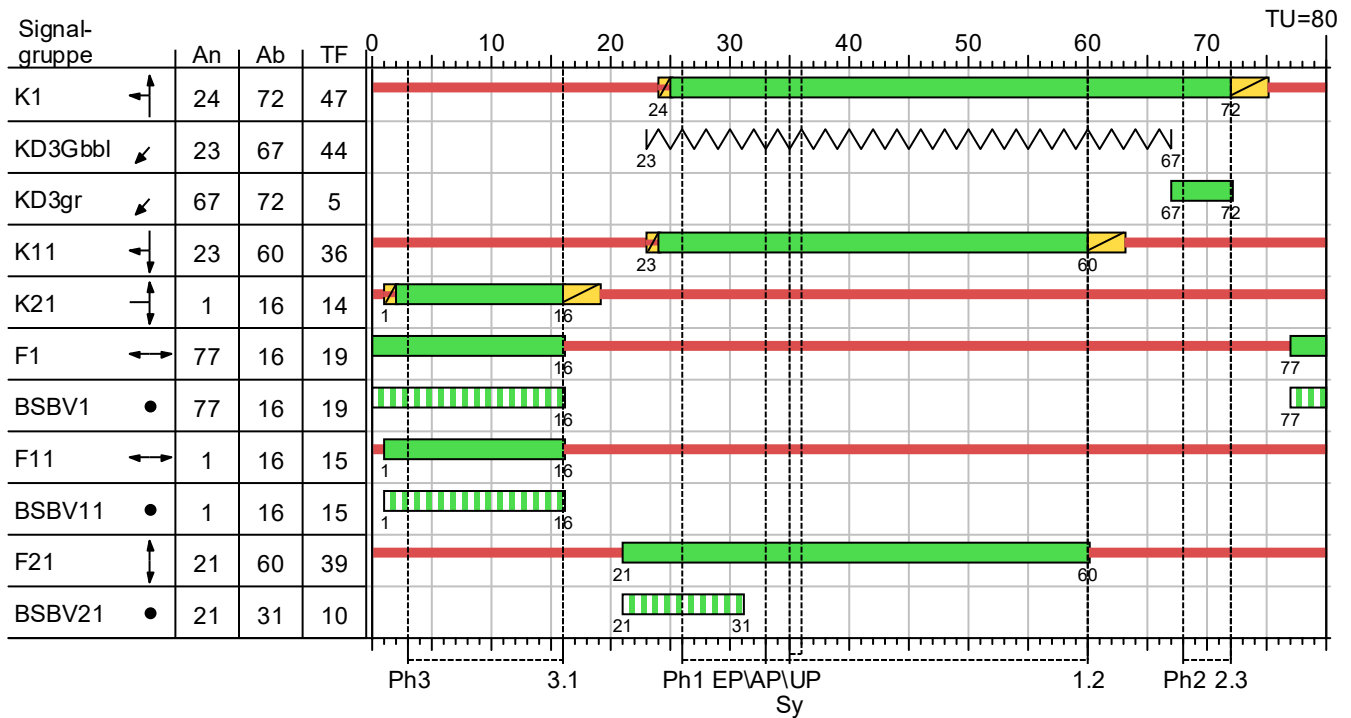 TU=80
Signal-
gruppe An Ab TF 0 10 20 30 40 50 60 70
K1 24 72 47
24 72
KD3Gbbl 23 67 44
23 67
KD3gr 67 72 5
67 72
K11 23 60 36
23 60
K21 1 16 14
1 16
F1 77 16 19
16 77
BSBV1 77 16 19
16 77
F11 1 16 15
1 16
BSBV11 1 16 15
1 16
F21 21 60 39
21 60
BSBV21 21 31 10
21 31
Ph3 3.1 Ph1 EP\AP\UP 1.2 Ph2 2.3
Sy